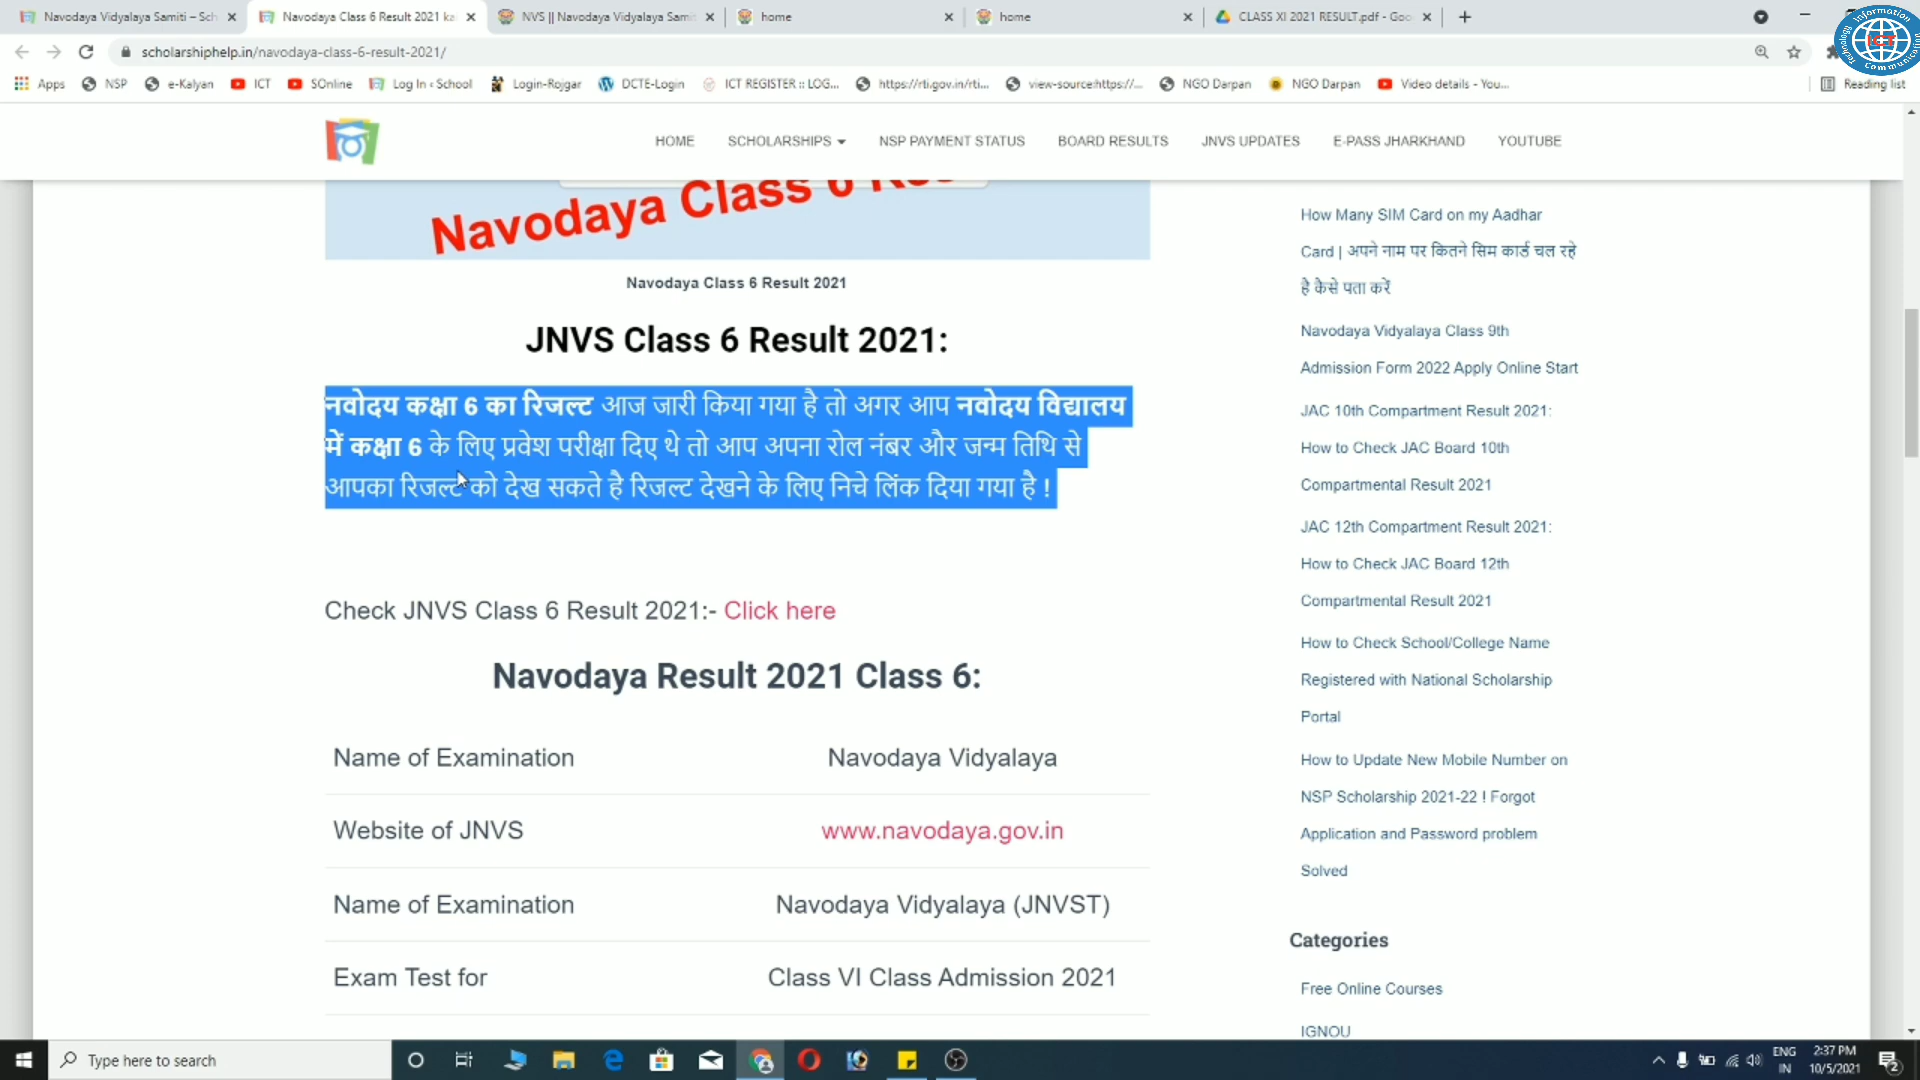 Navodaya Vidyalaya Samiti – Sch
Navodaya Class 6 Result 2021 ka
NVS || Navodaya Vidyalaya Samit
home
home
CLASS XI 2021 RESULT.pdf - Goo
scholarshiphelp.in/navodaya-class-6-result-2021/
Apps
NSP
e-Kalyan
ICT
SOnline
Log In ‹ School
Login-Rojgar
DCTE-Login
ICT REGISTER :: LOG...
https://rti.gov.in/rti...
view-source:https://...
NGO Darpan
NGO Darpan
Video details - You...
Reading list
Information
ICT
HOME
SCHOLARSHIPS
NSP PAYMENT STATUS
BOARD RESULTS
JNVS UPDATES
E-PASS JHARKHAND
YOUTUBE
Navodaya Class 6
Navodaya Class 6 Result 2021
JNVS Class 6 Result 2021:
नवोदय कक्षा 6 का रिजल्ट आज जारी किया गया है तो अगर आप नवोदय विद्यालय
में कक्षा 6 के लिए प्रवेश परीक्षा दिए थे तो आप अपना रोल नंबर और जन्म तिथि से
आपका रिजल्ट को देख सकते है रिजल्ट देखने के लिए निचे लिंक दिया गया है !
Check JNVS Class 6 Result 2021:- Click here
Navodaya Result 2021 Class 6:
Name of Examination Navodaya Vidyalaya
Website of JNVS www.navodaya.gov.in
Name of Examination Navodaya Vidyalaya (JNVST)
Exam Test for Class VI Class Admission 2021
How Many SIM Card on my Aadhar
Card | अपने नाम पर कितने सिम कार्ड चल रहे
है कैसे पता करें
Navodaya Vidyalaya Class 9th
Admission Form 2022 Apply Online Start
JAC 10th Compartment Result 2021:
How to Check JAC Board 10th
Compartmental Result 2021
JAC 12th Compartment Result 2021:
How to Check JAC Board 12th
Compartmental Result 2021
How to Check School/College Name
Registered with National Scholarship
Portal
How to Update New Mobile Number on
NSP Scholarship 2021-22 ! Forgot
Application and Password problem
Solved
Categories
Free Online Courses
IGNOU
Type here to search
ENG
IN
2:37 PM
10/5/2021
2